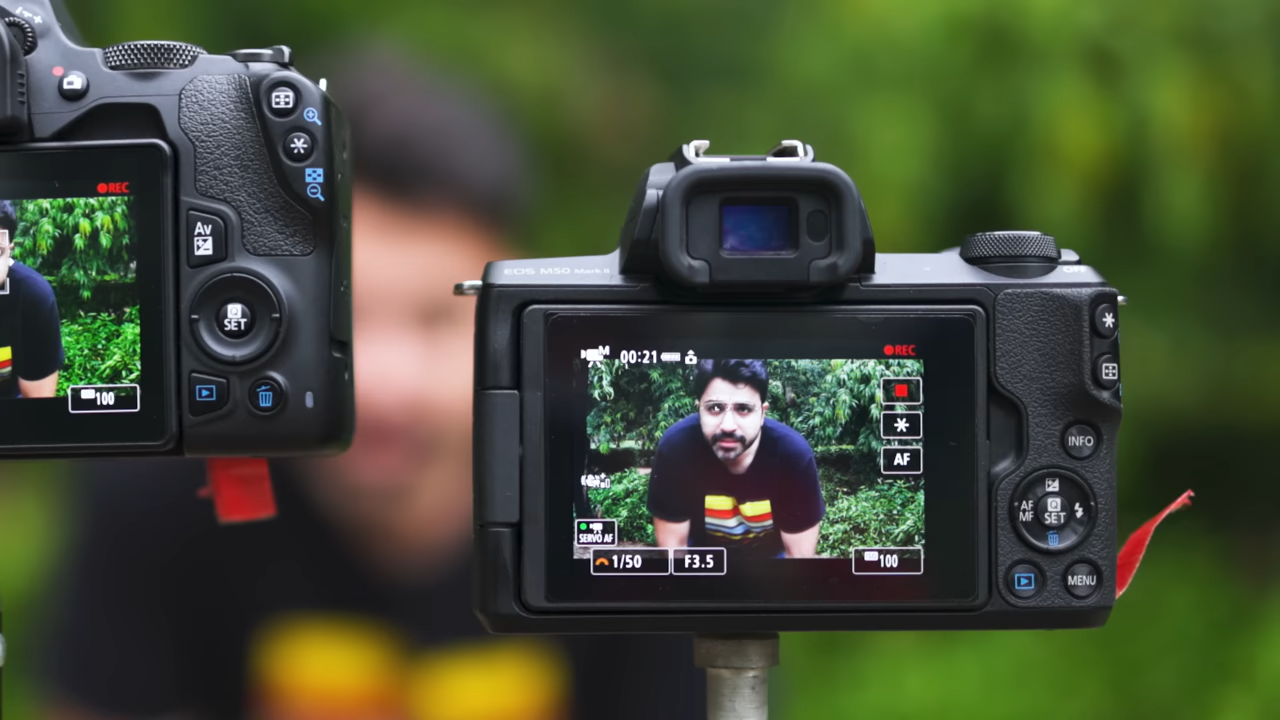 REC
Av
SET
100
EOS M50 Mark II
OFF
M
00:21
REC
AF
SERVO AF
1/50
F3.5
100
INFO
AF
MF
Q
SET
MENU